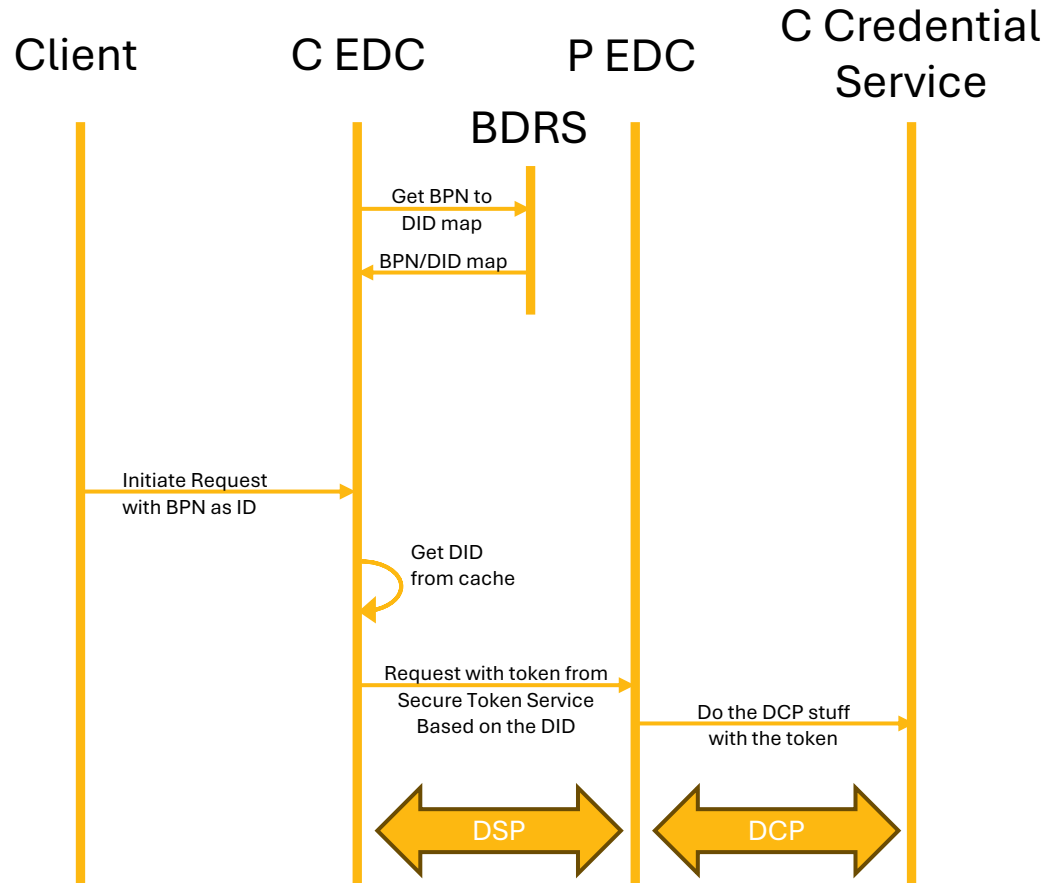 Client
C EDC
P EDC
C Credential
Service
BDRS
Get BPN to
DID map
BPN/DID map
Initiate Request
with BPN as ID
Get DID
from cache
Request with token from
Secure Token Service
Based on the DID
Do the DCP stuff
with the token
DSP
DCP